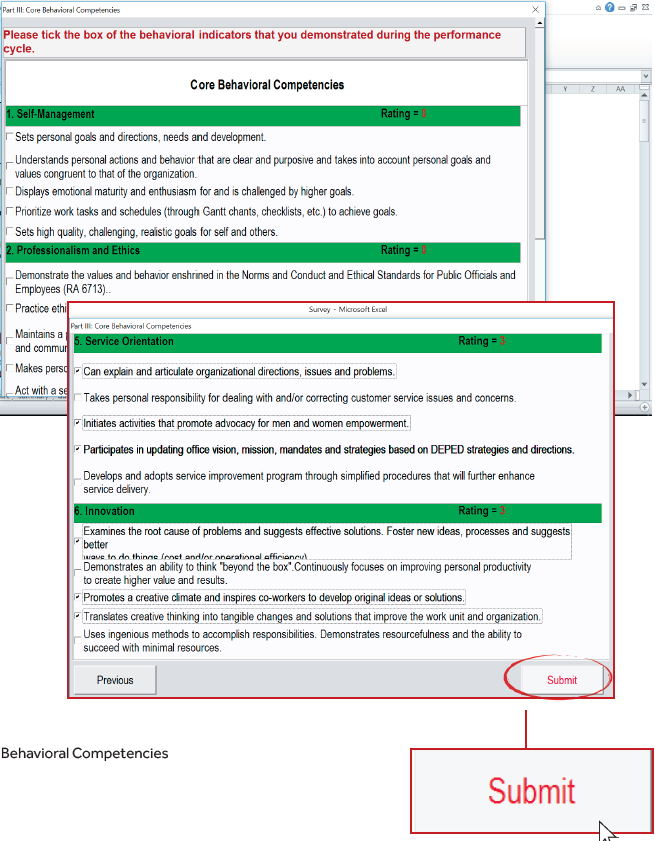 Part III: Core Behavioral Competencies
Please tick the box of the behavioral indicators that you demonstrated during the performance
cycle.
Core Behavioral Competencies
1. Self-Management Rating = 0
Sets personal goals and directions, needs and development.
Understands personal actions and behavior that are clear and purposive and takes into account personal goals and
values congruent to that of the organization.
Displays emotional maturity and enthusiasm for and is challenged by higher goals.
Prioritize work tasks and schedules (through Gantt chants, checklists, etc.) to achieve goals.
Sets high quality, challenging, realistic goals for self and others.
2. Professionalism and Ethics Rating = 0
Demonstrate the values and behavior enshrined in the Norms and Conduct and Ethical Standards for Public Officials and
Employees (RA 6713)..
Practice ethi
Maintains a p
and commun
Makes perso
Act with a se
Y Z AA
Survey - Microsoft Excel
Part III: Core Behavioral Competencies
5. Service Orientation Rating = 3
Can explain and articulate organizational directions, issues and problems.
Takes personal responsibility for dealing with and/or correcting customer service issues and concerns.
Initiates activities that promote advocacy for men and women empowerment.
Participates in updating office vision, mission, mandates and strategies based on DEPED strategies and directions.
Develops and adopts service improvement program through simplified procedures that will further enhance
service delivery.
6. Innovation Rating = 3
Examines the root cause of problems and suggests effective solutions. Foster new ideas, processes and suggests
better
ways to do things (cost and/or operational efficiency)
Demonstrates an ability to think "beyond the box".Continuously focuses on improving personal productivity
to create higher value and results.
Promotes a creative climate and inspires co-workers to develop original ideas or solutions.
Translates creative thinking into tangible changes and solutions that improve the work unit and organization.
Uses ingenious methods to accomplish responsibilities. Demonstrates resourcefulness and the ability to
succeed with minimal resources.
Previous Submit
Behavioral Competencies
Submit